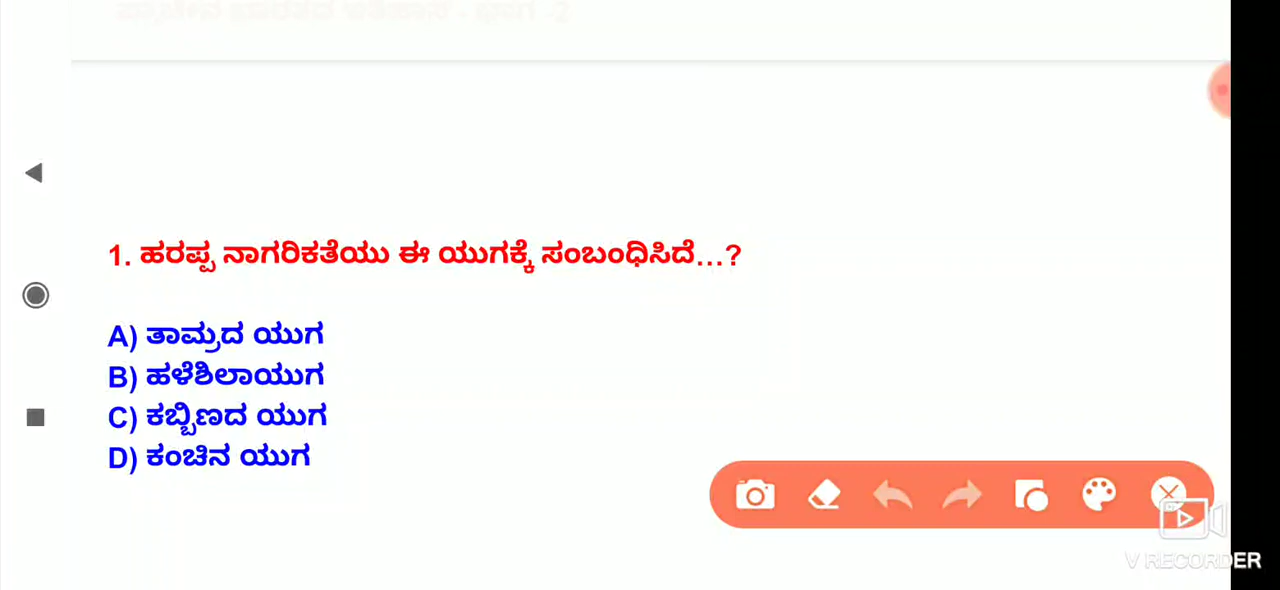 1. ಹರಪ್ಪ ನಾಗರಿಕತೆಯು ಈ ಯುಗಕ್ಕೆ ಸಂಬಂಧಿಸಿದೆ...?
A) ತಾಮ್ರದ ಯುಗ
B) ಹಳೆಶಿಲಾಯುಗ
C) ಕಬ್ಬಿಣದ ಯುಗ
D) ಕಂಚಿನ ಯುಗ
V RECORDER